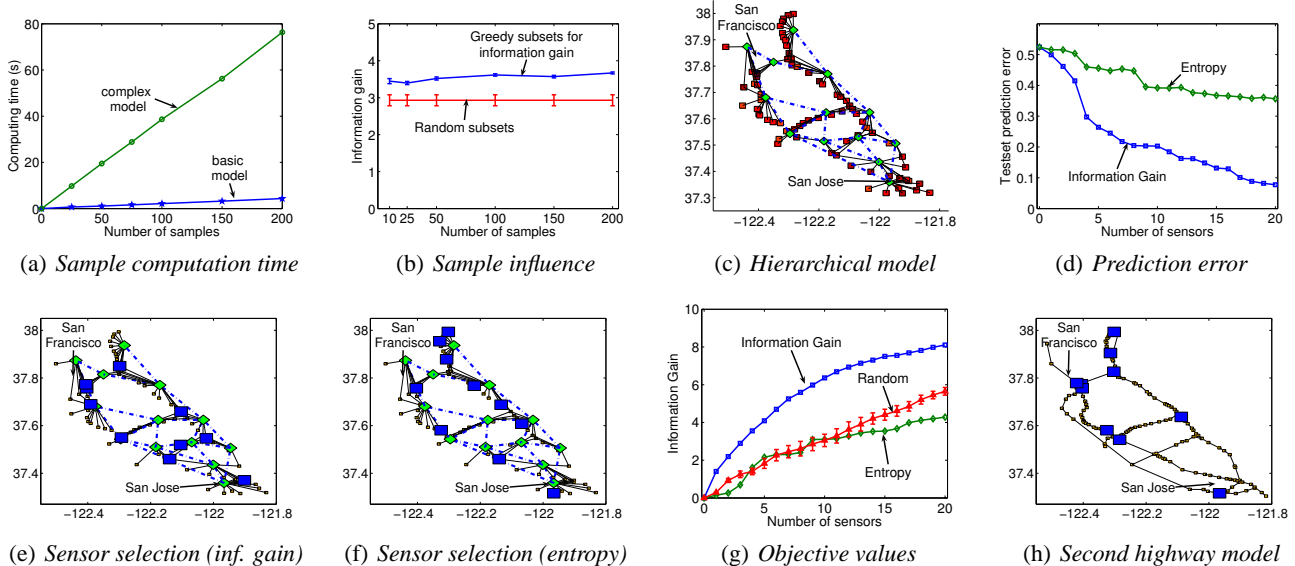 80
60
40
20
0
0 50 100 150 200
Computing time (s)
Number of samples
complex
model
basic
model
(a) Sample computation time
5
4
3
2
1
0
10 25 50 100 150 200
Information gain
Number of samples
Greedy subsets for
information gain
Random subsets
(b) Sample influence
38
37.9
37.8
37.7
37.6
37.5
37.4
37.3
−122.4 −122.2 −122 −121.8
San
Francisco
San Jose
(c) Hierarchical model
0.5
0.4
0.3
0.2
0.1
0
0 5 10 15 20
Testset prediction error
Number of sensors
Entropy
Information Gain
(d) Prediction error
38
37.8
37.6
37.4
−122.4 −122.2 −122 −121.8
San
Francisco
San Jose
(e) Sensor selection (inf. gain)
38
37.8
37.6
37.4
−122.4 −122.2 −122 −121.8
San
Francisco
San Jose
(f) Sensor selection (entropy)
10
8
6
4
2
0
0 5 10 15 20
Information Gain
Number of sensors
Information Gain
Random
Entropy
(g) Objective values
38
37.8
37.6
37.4
−122.4 −122.2 −122 −121.8
San
Francisco
San Jose
(h) Second highway model